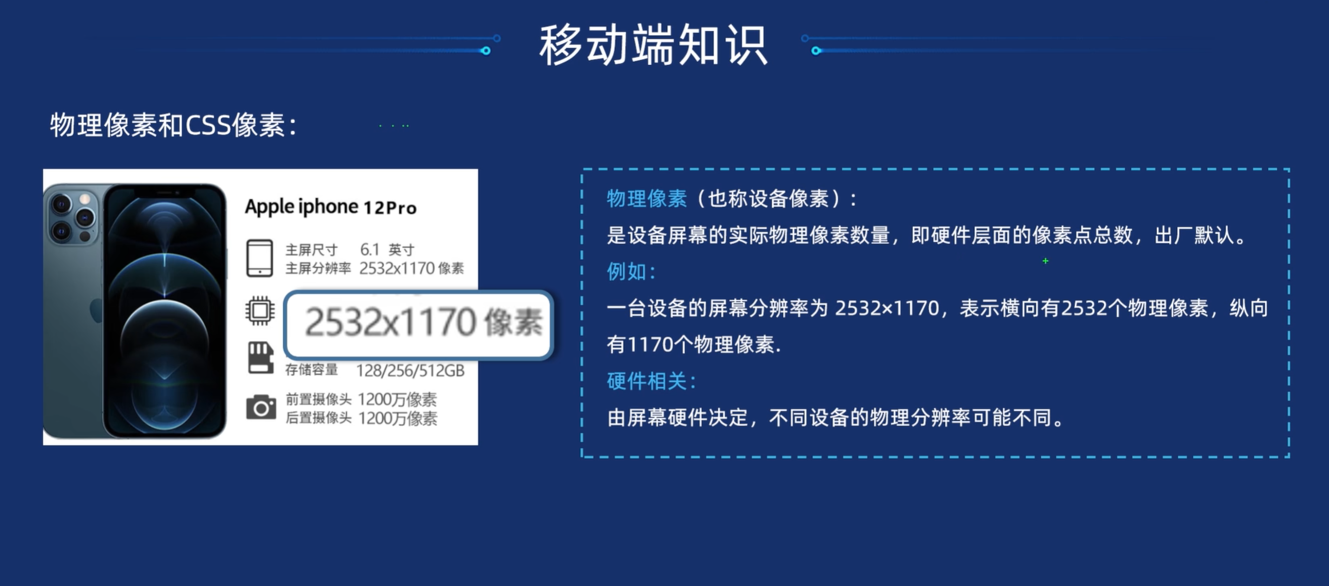 移动端知识
物理像素和CSS像素：
Apple iphone 12Pro
主屏尺寸 6.1 英寸
主屏分辨率 2532x1170 像素
2532x1170 像素
存储容量 128/256/512GB
前置摄像头 1200万像素
后置摄像头 1200万像素
物理像素（也称设备像素）：
是设备屏幕的实际物理像素数量，即硬件层面的像素点总数，出厂默认。
例如：
一台设备的屏幕分辨率为 2532×1170，表示横向有2532个物理像素，纵向
有1170个物理像素.
硬件相关：
由屏幕硬件决定，不同设备的物理分辨率可能不同。